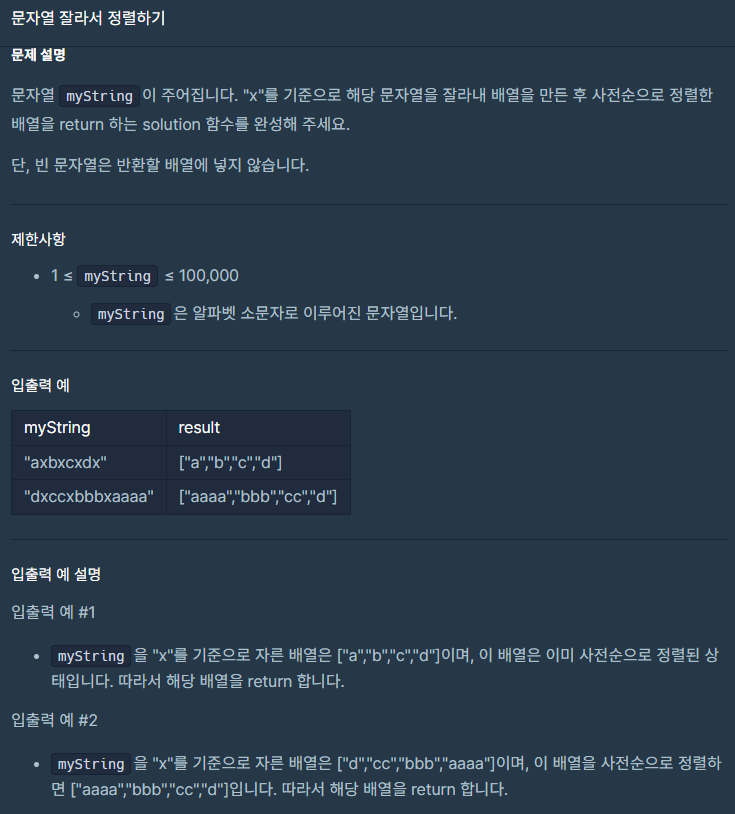 문자열 잘라서 정렬하기
문제 설명
문자열 myString 이 주어집니다. "x"를 기준으로 해당 문자열을 잘라내 배열을 만든 후 사전순으로 정렬한
배열을 return 하는 solution 함수를 완성해 주세요.
단, 빈 문자열은 반환할 배열에 넣지 않습니다.
제한사항
• 1 ≤ myString ≤ 100,000
◦ myString 은 알파벳 소문자로 이루어진 문자열입니다.
입출력 예
myString result
"axbxcxdx" ["a","b","c","d"]
"dxccxbbbxaaaa" ["aaaa","bbb","cc","d"]
입출력 예 설명
입출력 예 #1
• myString 을 "x"를 기준으로 자른 배열은 ["a","b","c","d"]이며, 이 배열은 이미 사전순으로 정렬된 상
태입니다. 따라서 해당 배열을 return 합니다.
입출력 예 #2
• myString 을 "x"를 기준으로 자른 배열은 ["d","cc","bbb","aaaa"]이며, 이 배열을 사전순으로 정렬하
면 ["aaaa","bbb","cc","d"]입니다. 따라서 해당 배열을 return 합니다.